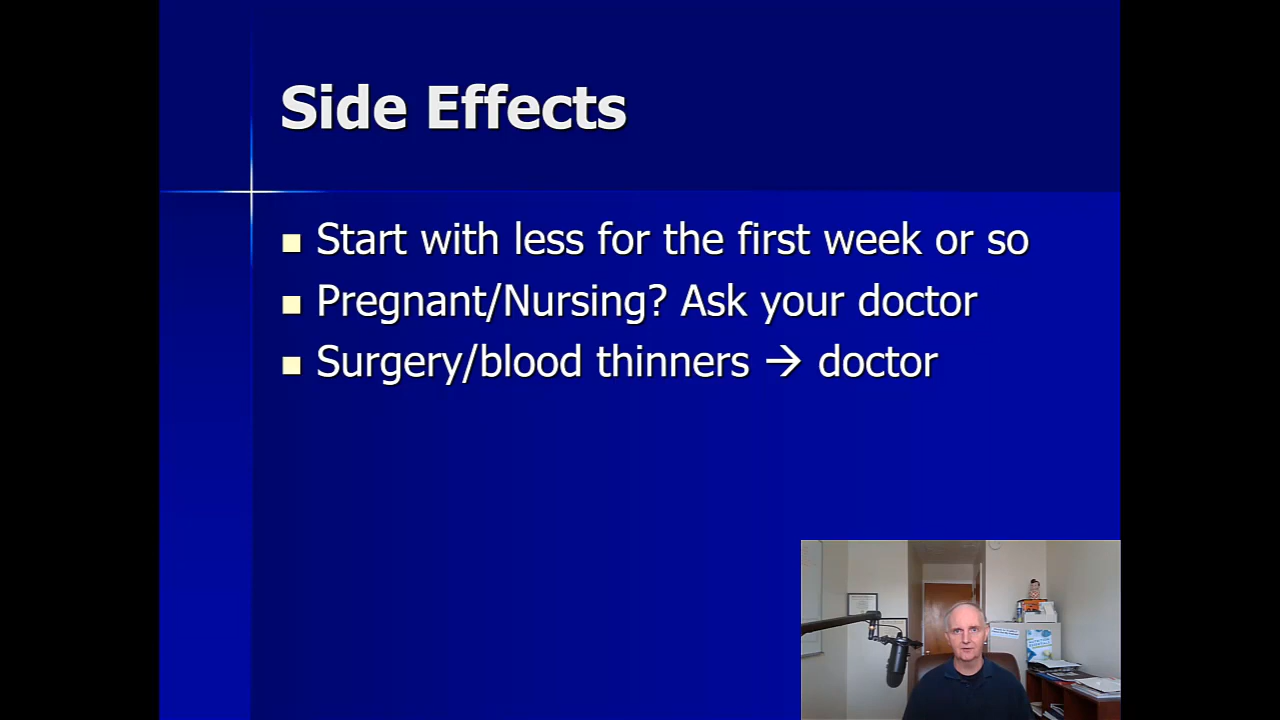 Side Effects
Start with less for the first week or so
Pregnant/Nursing? Ask your doctor
Surgery/blood thinners → doctor